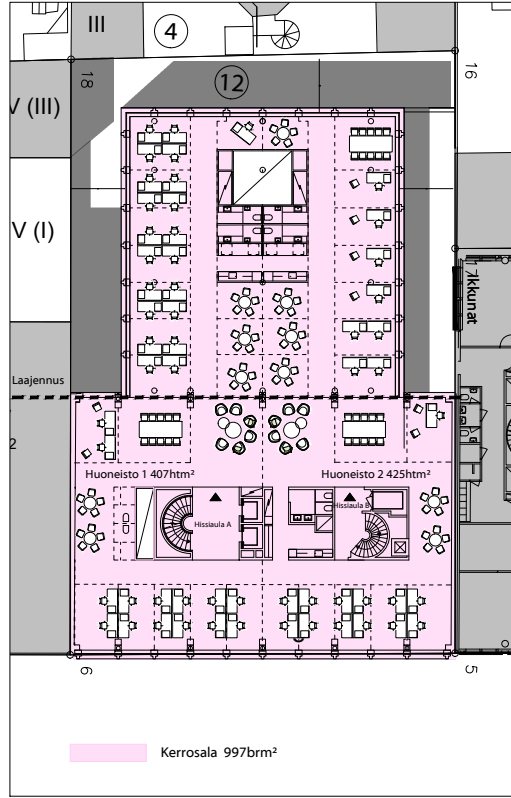 III
4
12
18
16
V (III)
V (I)
Ikkunat
Laajennus
2
Huoneisto 1 407htm²
Huoneisto 2 425htm²
Hissiaula A
Hissiaula B
6
5
Kerrosala 997brm²